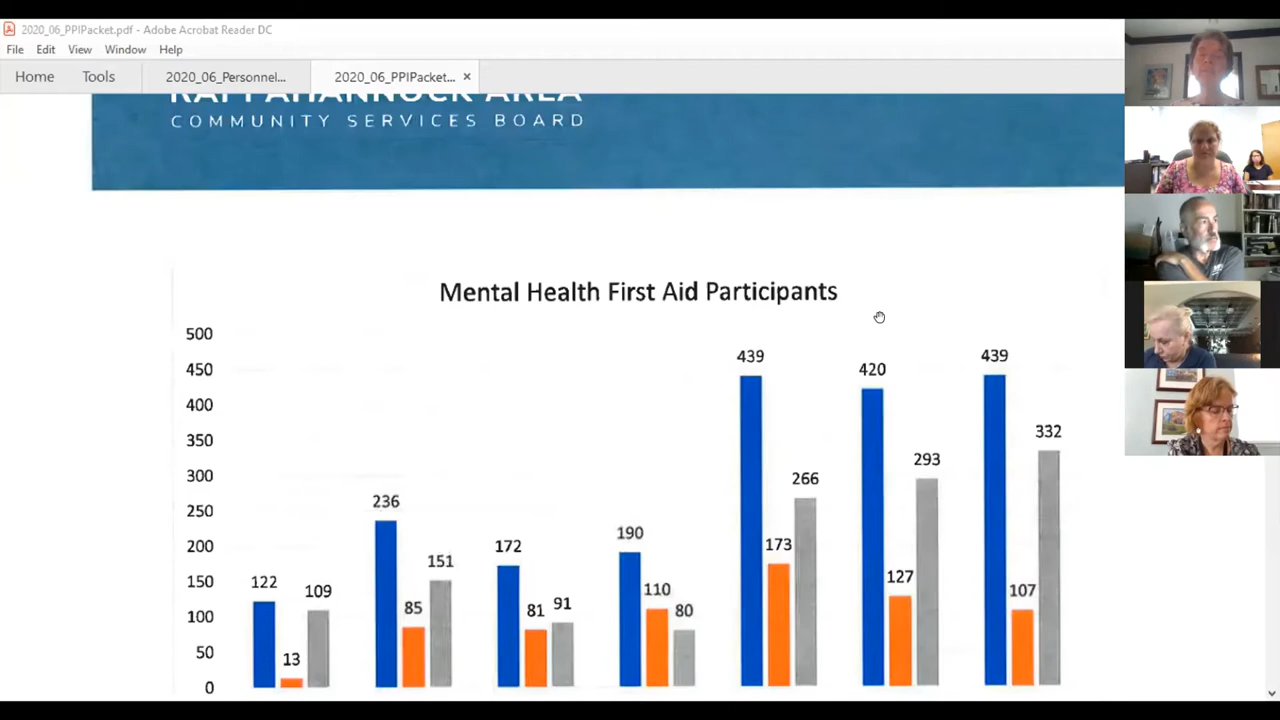 2020_06_PPIPacket.pdf - Adobe Acrobat Reader DC
File Edit View Window Help
Home Tools 2020_06_Personnel... 2020_06_PPIPacket... ×
RAPPAHANNOCK AREA
COMMUNITY SERVICES BOARD
Mental Health First Aid Participants
500
450
400
350
300
250
200
150
100
50
0
122 13 109
236 85 151
172 81 91
190 110 80
439 173 266
420 127 293
439 107 332